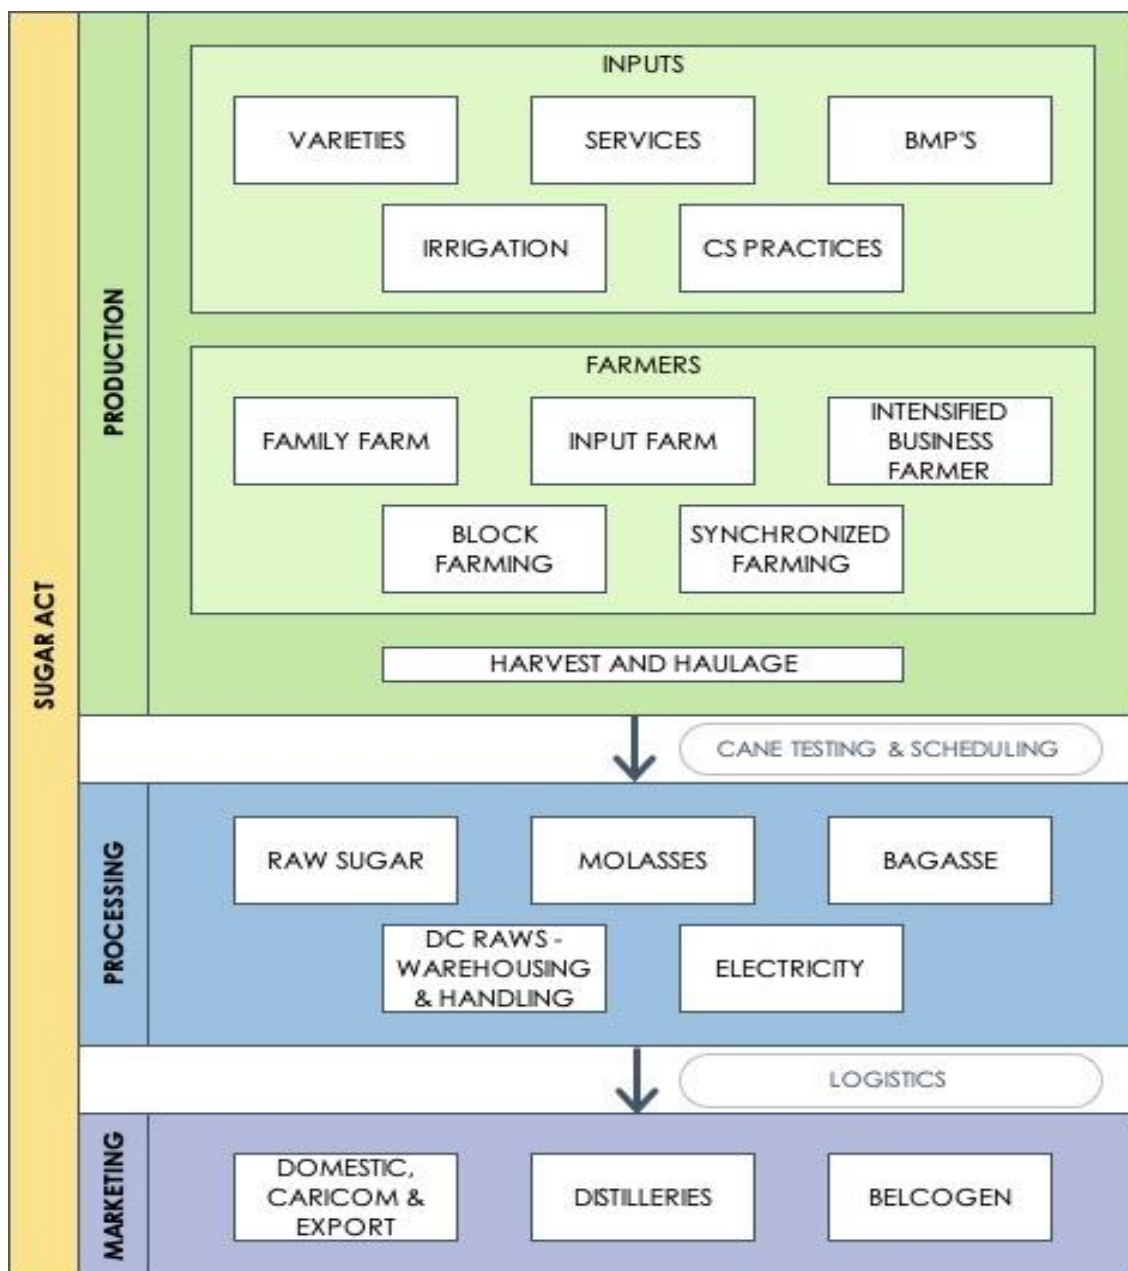 SUGAR ACT
PRODUCTION
INPUTS
VARIETIES
SERVICES
BMP'S
IRRIGATION
CS PRACTICES
FARMERS
FAMILY FARM
INPUT FARM
INTENSIFIED
BUSINESS
FARMER
BLOCK
FARMING
SYNCHRONIZED
FARMING
HARVEST AND HAULAGE
CANE TESTING & SCHEDULING
PROCESSING
RAW SUGAR
MOLASSES
BAGASSE
DC RAWS -
WAREHOUSING
& HANDLING
ELECTRICITY
LOGISTICS
MARKETING
DOMESTIC,
CARICOM &
EXPORT
DISTILLERIES
BELCOGEN